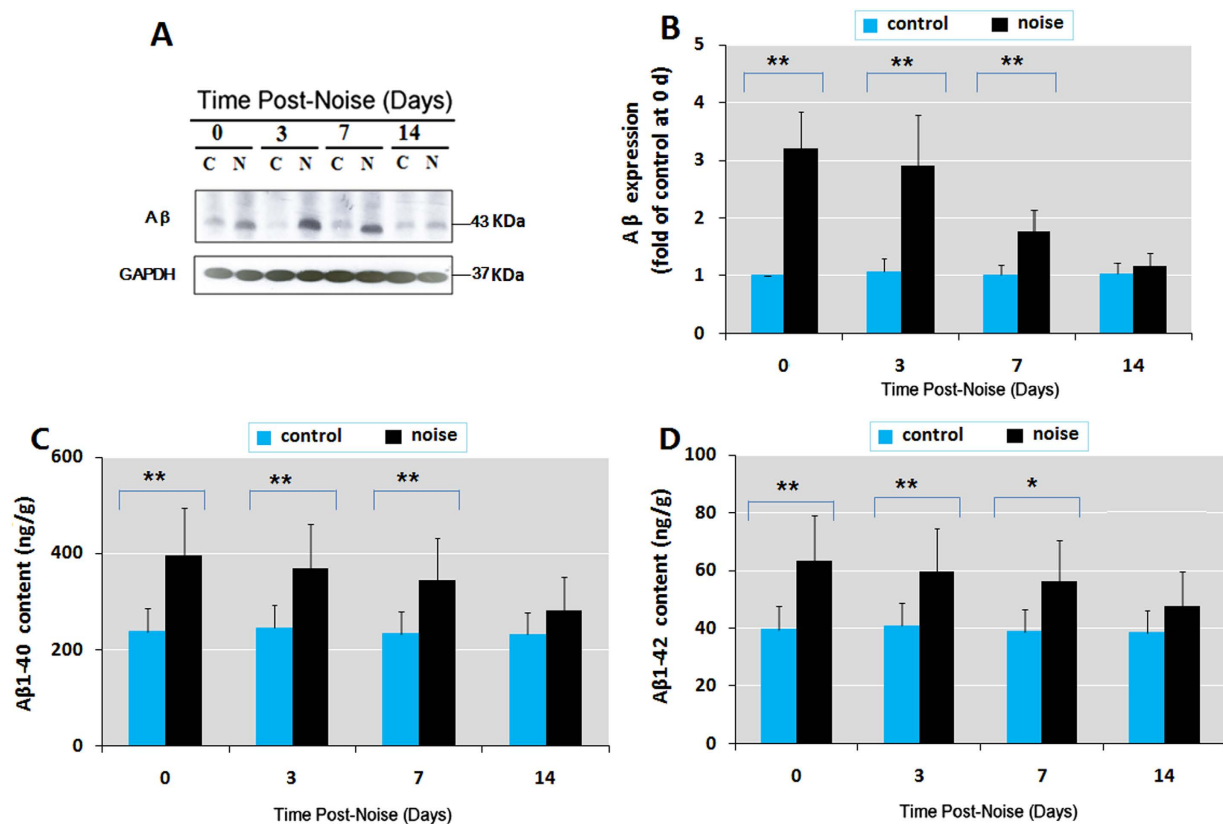 A
Time Post-Noise (Days)
0 3 7 14
C N C N C N C N
Aβ
43 KDa
GAPDH
37 KDa
B
control noise
Aβ expression
(fold of control at 0 d)
5
4
3
2
1
0
** ** **
0 3 7 14
Time Post-Noise (Days)
C
control noise
Aβ1-40 content (ng/g)
600
400
200
0
** ** **
0 3 7 14
Time Post-Noise (Days)
D
control noise
Aβ1-42 content (ng/g)
100
80
60
40
20
0
** ** *
0 3 7 14
Time Post-Noise (Days)